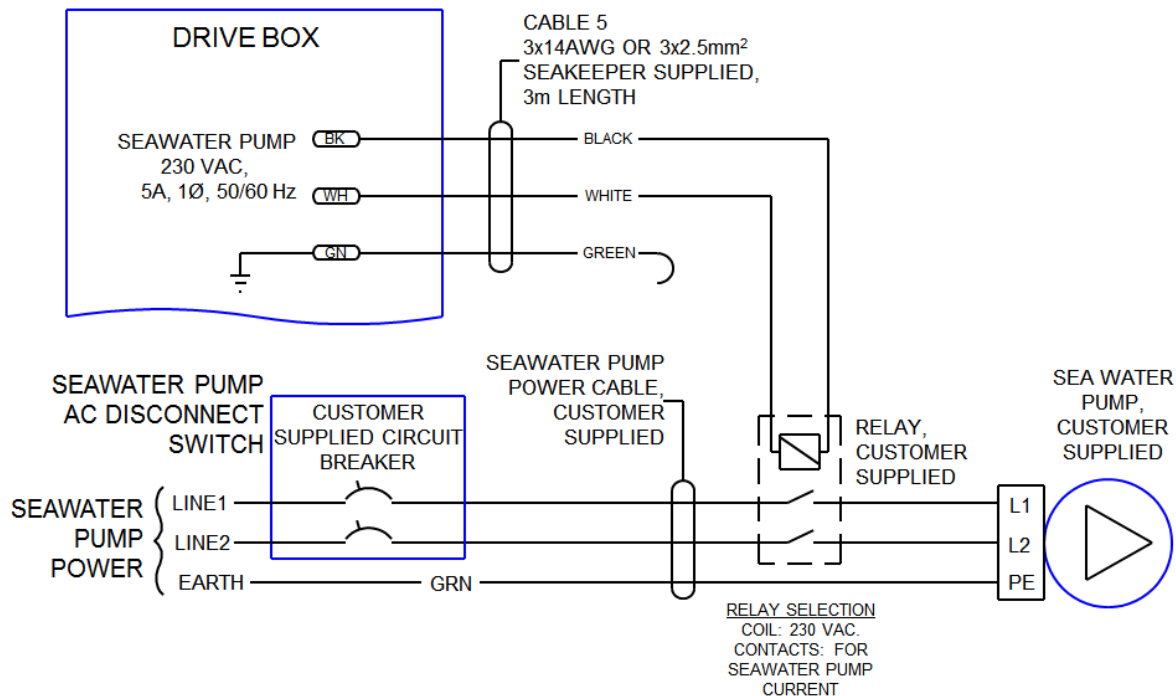 DRIVE BOX
CABLE 5
3x14AWG OR 3x2.5mm²
SEAKEEPER SUPPLIED,
3m LENGTH
SEAWATER PUMP
230 VAC,
5A, 1Ø, 50/60 Hz
BK
BLACK
WH
WHITE
GN
GREEN
SEAWATER PUMP
AC DISCONNECT
SWITCH
CUSTOMER
SUPPLIED CIRCUIT
BREAKER
SEAWATER PUMP
POWER CABLE,
CUSTOMER
SUPPLIED
RELAY,
CUSTOMER
SUPPLIED
SEA WATER
PUMP,
CUSTOMER
SUPPLIED
SEAWATER
PUMP
POWER
LINE1
LINE2
EARTH
GRN
L1
L2
PE
RELAY SELECTION
COIL: 230 VAC.
CONTACTS: FOR
SEAWATER PUMP
CURRENT